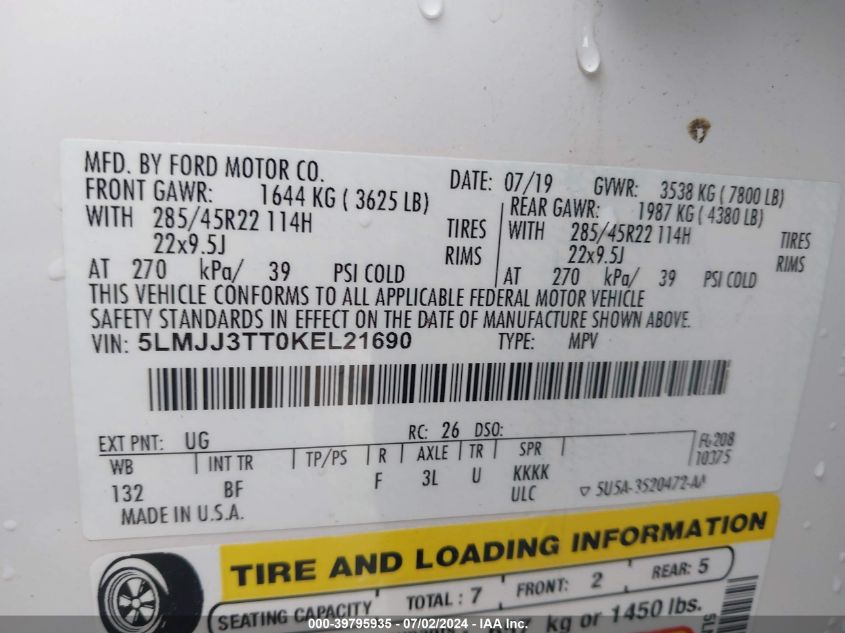 MFD. BY FORD MOTOR CO.
DATE: 07/19 GVWR: 3538 KG ( 7800 LB)
FRONT GAWR: 1644 KG ( 3625 LB)
REAR GAWR: 1987 KG ( 4380 LB)
WITH 285/45R22 114H TIRES
WITH 285/45R22 114H TIRES
22x9.5J RIMS
22x9.5J RIMS
AT 270 kPa/ 39 PSI COLD
AT 270 kPa/ 39 PSI COLD
THIS VEHICLE CONFORMS TO ALL APPLICABLE FEDERAL MOTOR VEHICLE
SAFETY STANDARDS IN EFFECT ON THE DATE OF MANUFACTURE SHOWN ABOVE.
VIN: 5LMJJ3TT0KEL21690 TYPE: MPV
EXT PNT: UG RC: 26 DSO:
F6208
10375
WB INT TR TP/PS R AXLE TR SPR
132 BF F 3L U KKKK
ULC
▽ 5U5A-3520472-AA
MADE IN U.S.A.
TIRE AND LOADING INFORMATION
SEATING CAPACITY TOTAL : 7 FRONT: 2 REAR: 5
kg or 1450 lbs.
000-39795935 - 07/02/2024 - IAA Inc.